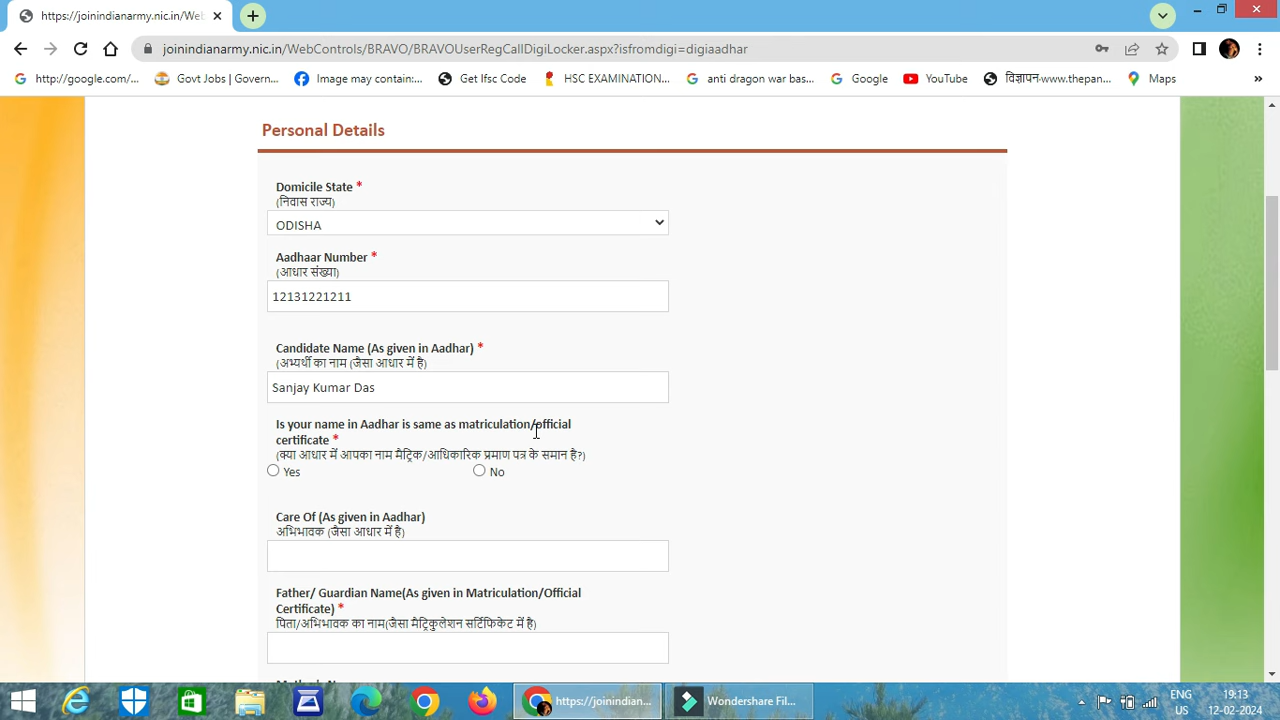 https://joinindianarmy.nic.in/Web
joinindianarmy.nic.in/WebControls/BRAVO/BRAVOUserRegCallDigiLocker.aspx?isfromdigi=digiaadhar
http://google.com/... Govt Jobs | Govern... Image may contain:... Get Ifsc Code HSC EXAMINATION... anti dragon war bas... Google YouTube विज्ञापन-www.thepan... Maps »
Personal Details
Domicile State *
(निवास राज्य)
ODISHA
Aadhaar Number *
(आधार संख्या)
12131221211
Candidate Name (As given in Aadhar) *
(अभ्यर्थी का नाम (जैसा आधार में है)
Sanjay Kumar Das
Is your name in Aadhar is same as matriculation/official
certificate *
(क्या आधार में आपका नाम मैट्रिक/आधिकारिक प्रमाण पत्र के समान है?)
Yes No
Care Of (As given in Aadhar)
अभिभावक (जैसा आधार में है)
Father/ Guardian Name(As given in Matriculation/Official
Certificate) *
पिता/अभिभावक का नाम(जैसा मैट्रिकुलेशन सर्टिफिकेट में है)
https://joinindian... Wondershare Fil...
ENG 19:13
US 12-02-2024